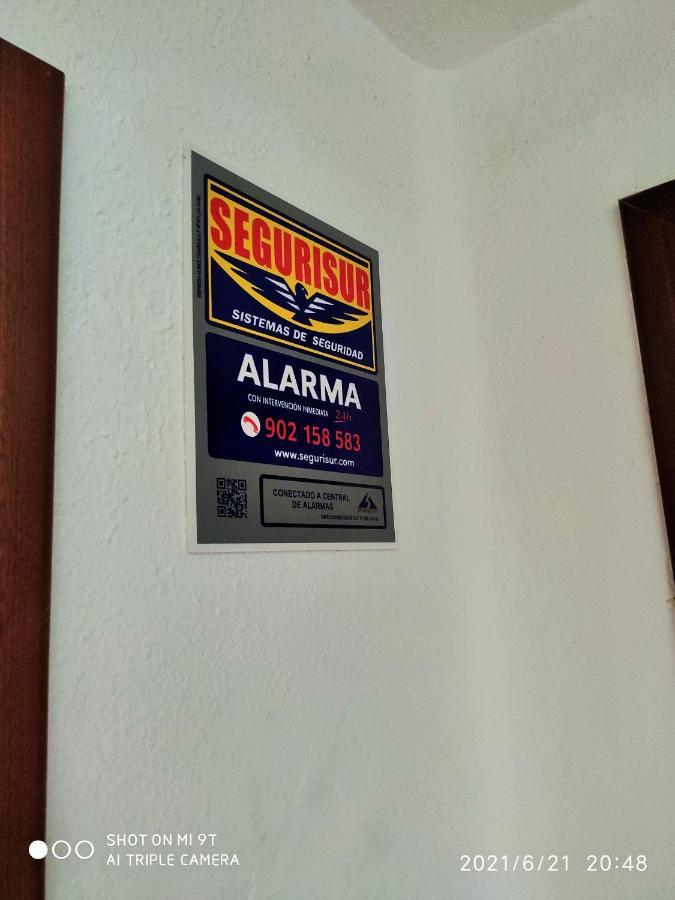 SEGURISUR
SISTEMAS DE SEGURIDAD
ALARMA
CON INTERVENCIÓN INMEDIATA 24h.
902 158 583
www.segurisur.com
CONECTADO A CENTRAL
DE ALARMAS
SHOT ON MI 9T
AI TRIPLE CAMERA
2021/6/21 20:48